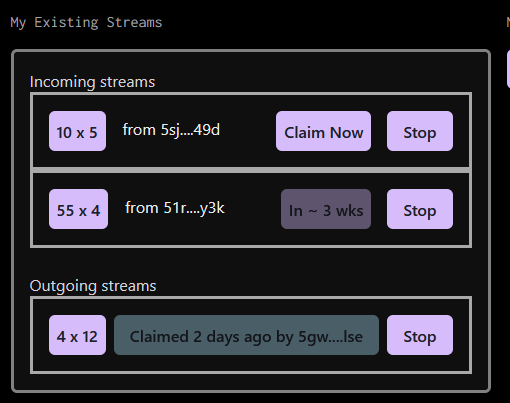 My Existing Streams
Incoming streams
10 x 5 from 5sj....49d Claim Now Stop
55 x 4 from 51r....y3k In ~ 3 wks Stop
Outgoing streams
4 x 12 Claimed 2 days ago by 5gw....lse Stop